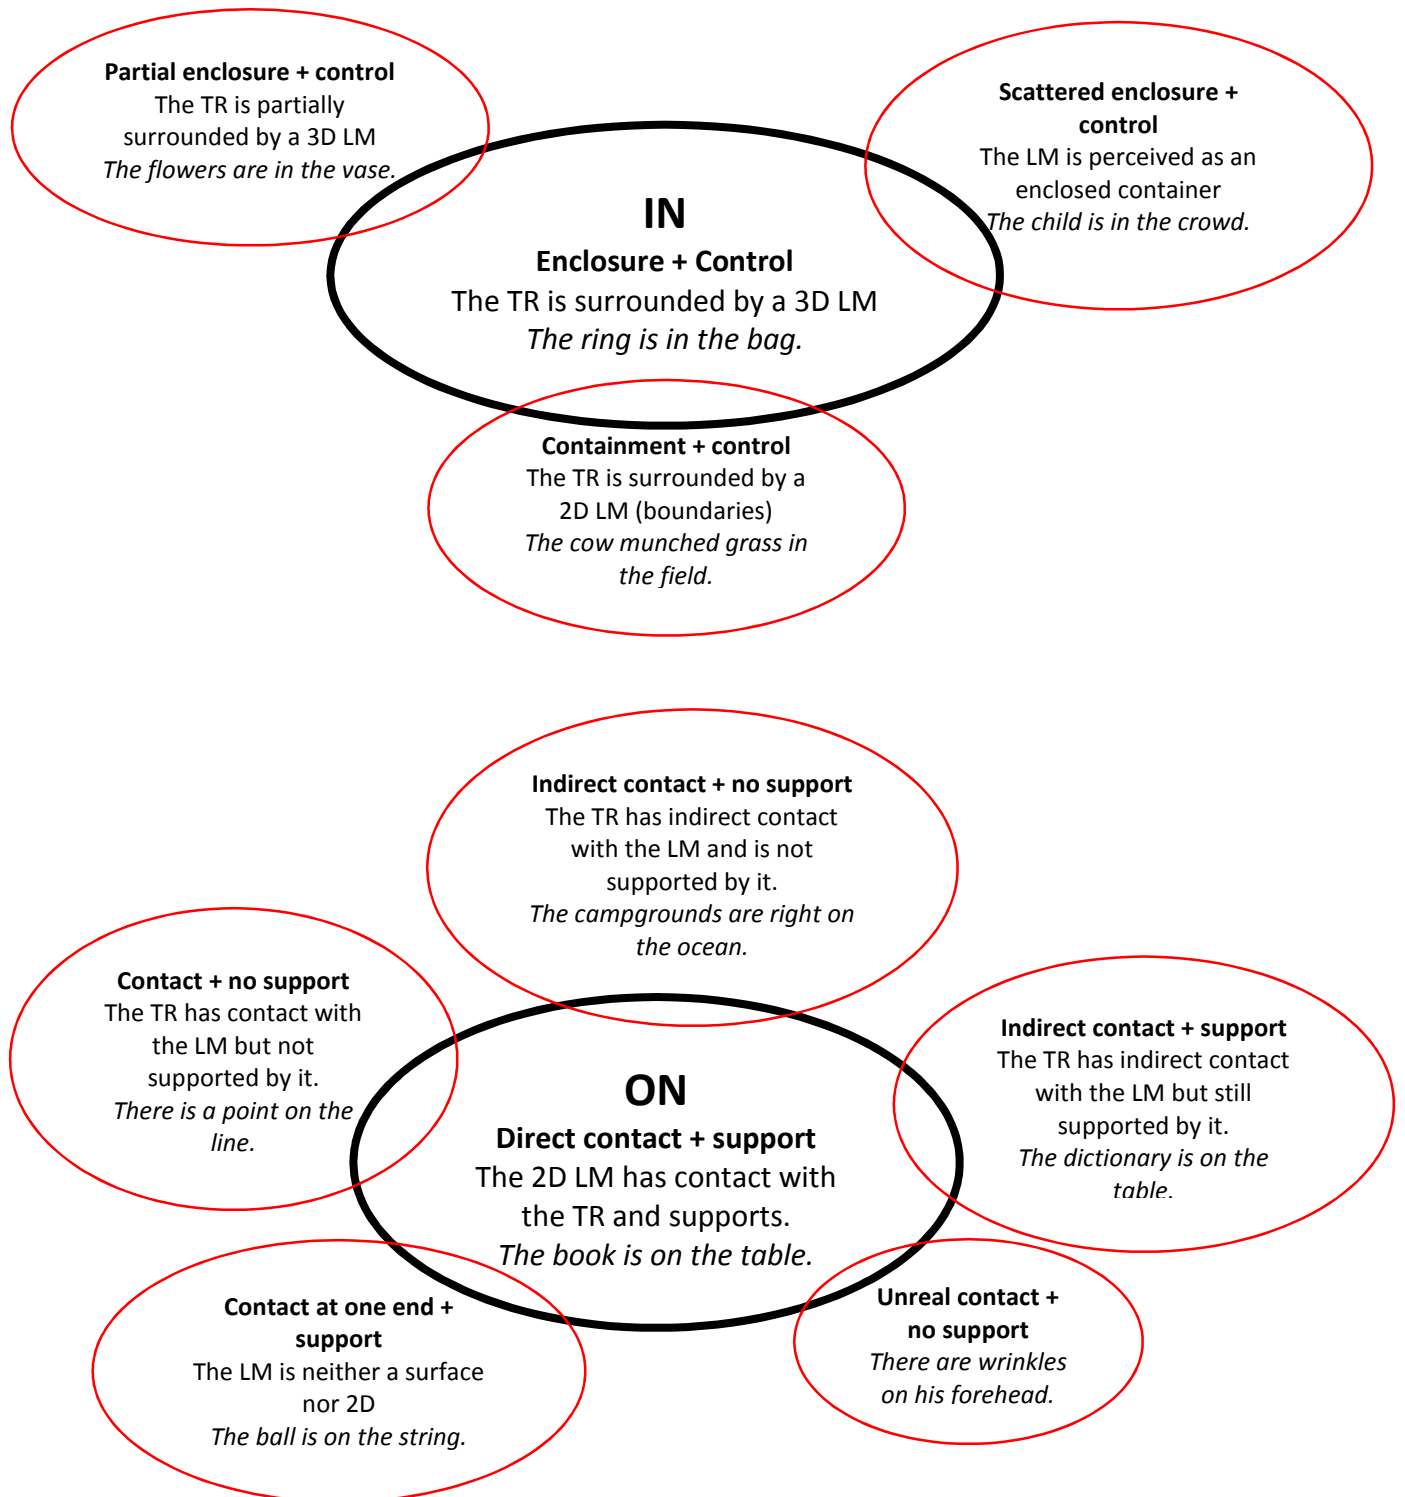 Partial enclosure + control
The TR is partially
surrounded by a 3D LM
The flowers are in the vase.
Scattered enclosure +
control
The LM is perceived as an
enclosed container
The child is in the crowd.
IN
Enclosure + Control
The TR is surrounded by a 3D LM
The ring is in the bag.
Containment + control
The TR is surrounded by a
2D LM (boundaries)
The cow munched grass in
the field.
Indirect contact + no support
The TR has indirect contact
with the LM and is not
supported by it.
The campgrounds are right on
the ocean.
Contact + no support
The TR has contact with
the LM but not
supported by it.
There is a point on the
line.
Indirect contact + support
The TR has indirect contact
with the LM but still
supported by it.
The dictionary is on the
table.
ON
Direct contact + support
The 2D LM has contact with
the TR and supports.
The book is on the table.
Contact at one end +
support
The LM is neither a surface
nor 2D
The ball is on the string.
Unreal contact +
no support
There are wrinkles
on his forehead.